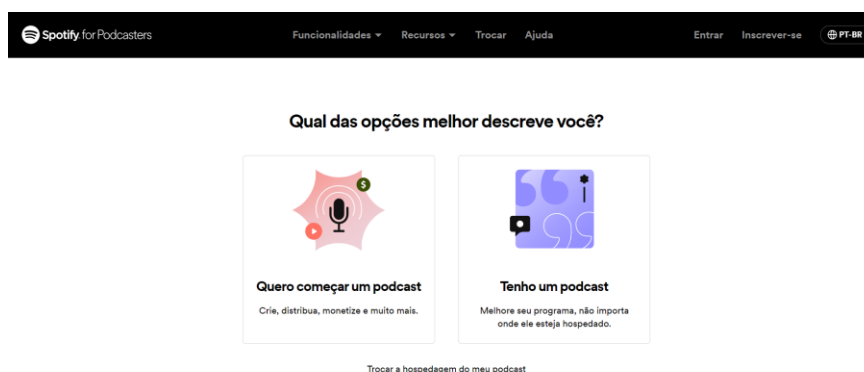 Spotify for Podcasters
Funcionalidades
Recursos
Trocar
Ajuda
Entrar
Inscrever-se
PT-BR
Qual das opções melhor descreve você?
$
Quero começar um podcast
Crie, distribua, monetize e muito mais.
Tenho um podcast
Melhore seu programa, não importa
onde ele esteja hospedado.
Trocar a hospedagem do meu podcast